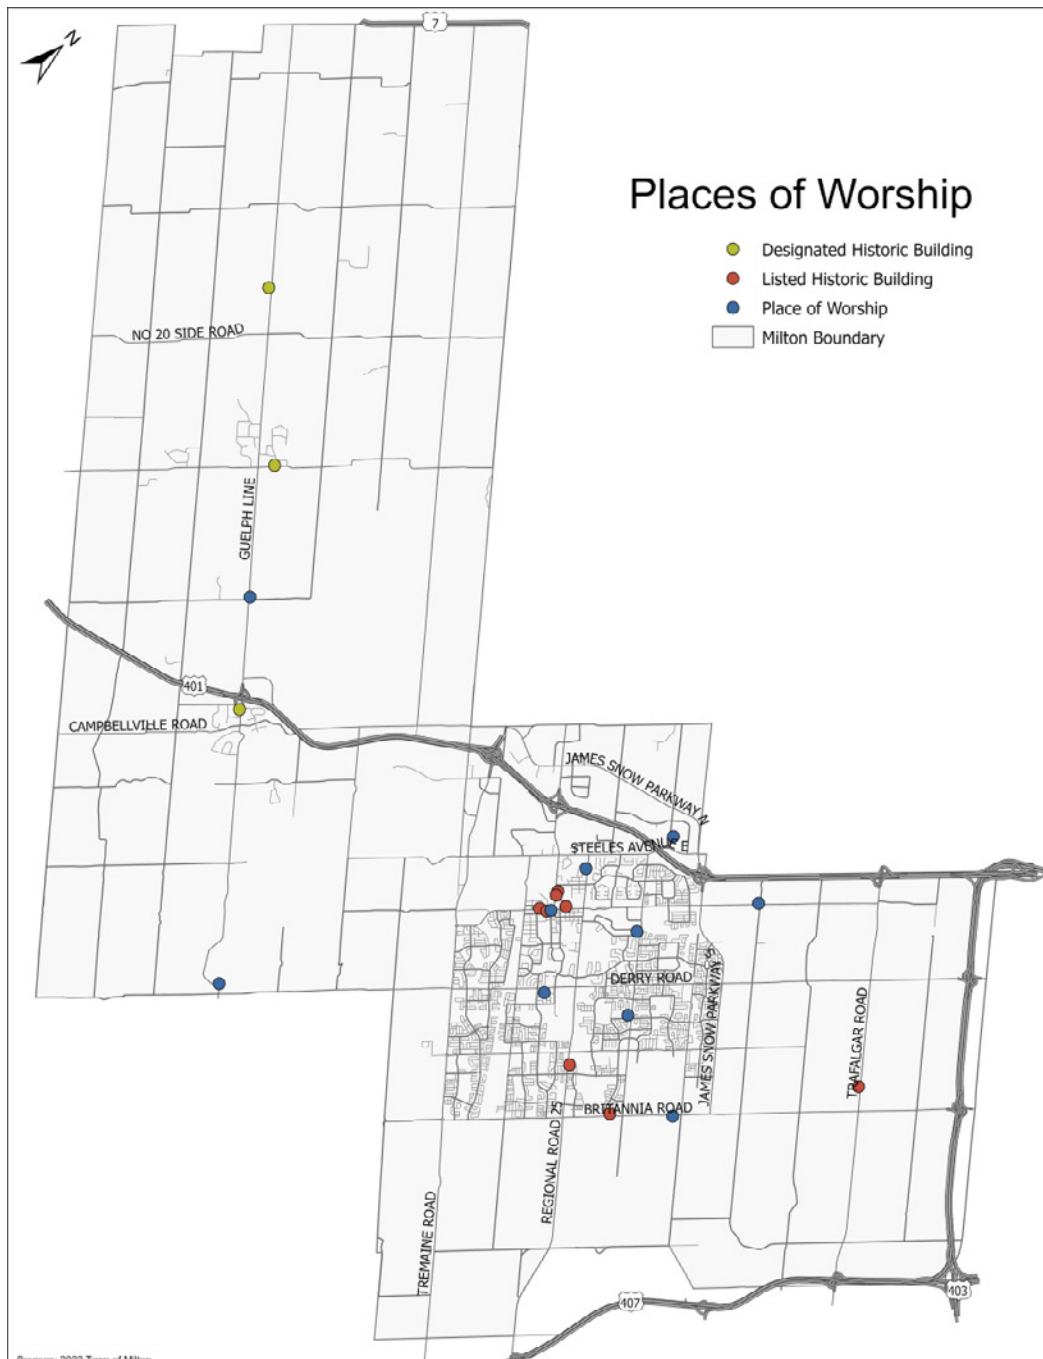 7
N
Places of Worship
Designated Historic Building
Listed Historic Building
Place of Worship
Milton Boundary
NO 20 SIDE ROAD
GUELPH LINE
401
CAMPBELLVILLE ROAD
JAMES SNOW PARKWAY N
STEELES AVENUE E
DERRY ROAD
JAMES SNOW PARKWAY S
TRAFALGAR ROAD
BRITANNIA ROAD
REGIONAL ROAD 25
TREMAINE ROAD
403
407